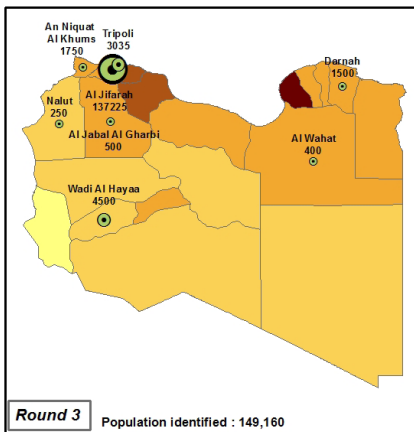 An Niquat
Al Khums
1750
Tripoli
3035
Darnah
1500
Nalut
250
Al Jifarah
137225
Al Jabal Al Gharbi
500
Al Wahat
400
Wadi Al Hayaa
4500
Round 3
Population identified : 149,160